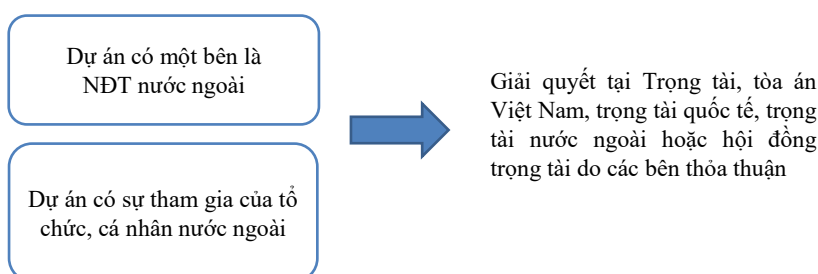 Dự án có một bên là
NĐT nước ngoài
Dự án có sự tham gia của tổ
chức, cá nhân nước ngoài
Giải quyết tại Trọng tài, tòa án
Việt Nam, trọng tài quốc tế, trọng
tài nước ngoài hoặc hội đồng
trọng tài do các bên thỏa thuận